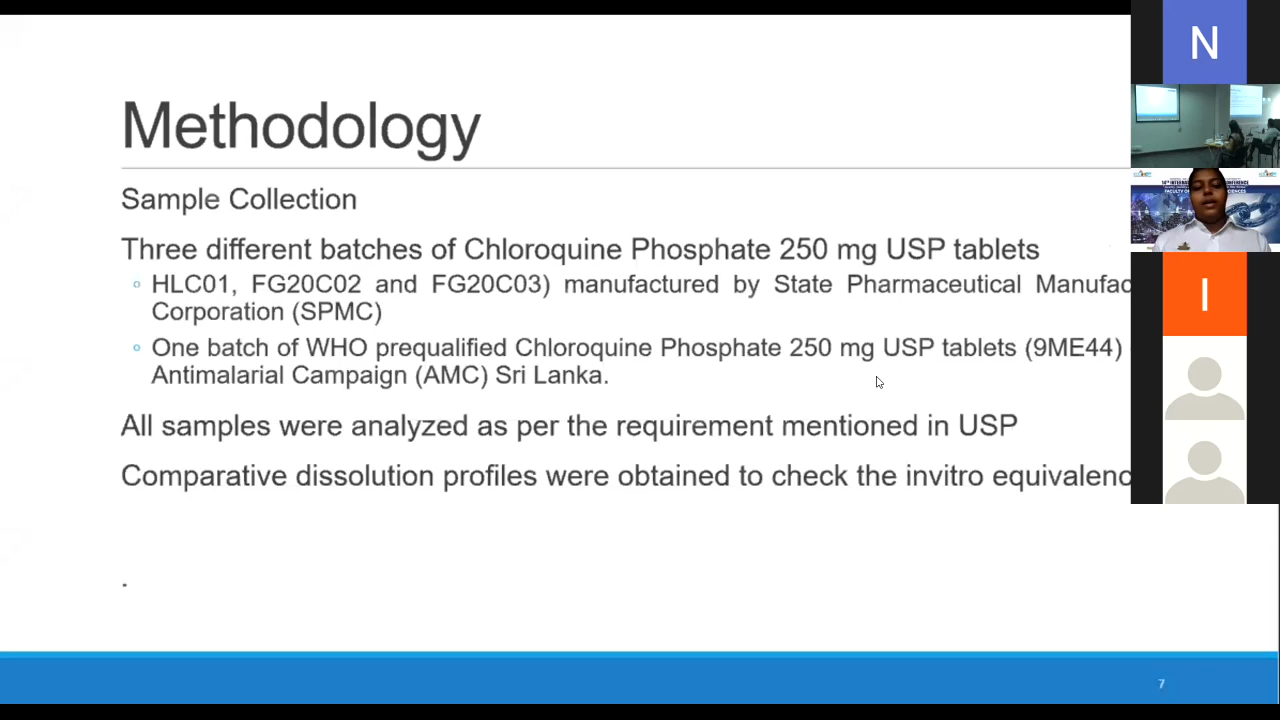 Methodology
Sample Collection
Three different batches of Chloroquine Phosphate 250 mg USP tablets
HLC01, FG20C02 and FG20C03) manufactured by State Pharmaceutical Manufac
Corporation (SPMC)
One batch of WHO prequalified Chloroquine Phosphate 250 mg USP tablets (9ME44)
Antimalarial Campaign (AMC) Sri Lanka.
All samples were analyzed as per the requirement mentioned in USP
Comparative dissolution profiles were obtained to check the invitro equivalenc
.
7
N
I